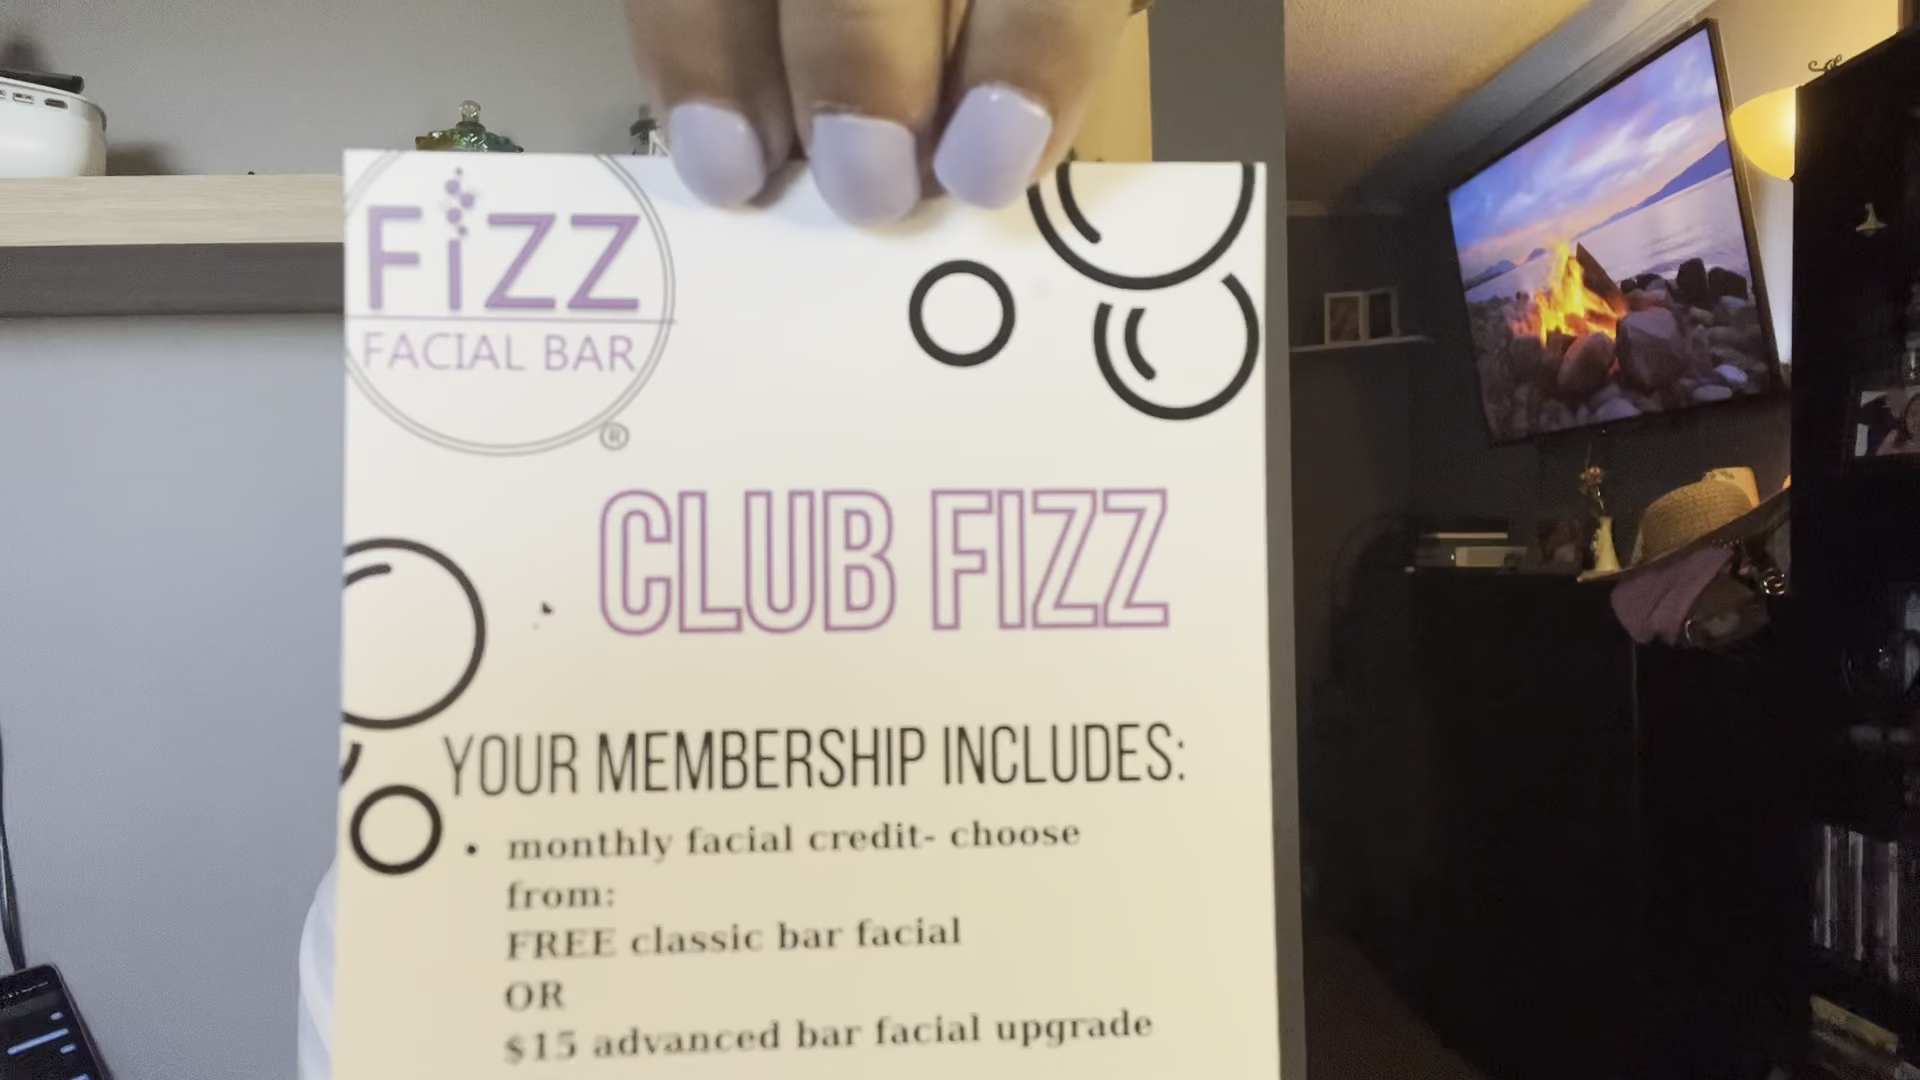 FiZZ
FACIAL BAR
®
CLUB FIZZ
YOUR MEMBERSHIP INCLUDES:
• monthly facial credit- choose
from:
FREE classic bar facial
OR
$15 advanced bar facial upgrade